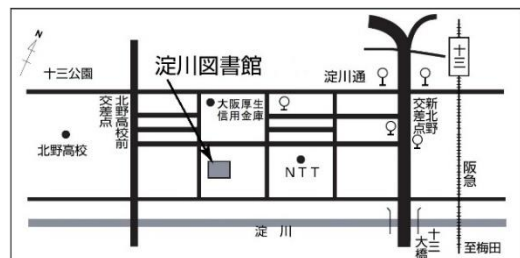 N
十三公園
淀川図書館
淀川通
十三
北野高校前
交差点
大阪厚生
信用金庫
新北野
交差点
北野高校
NTT
阪急
淀川
十三
大橋
至梅田